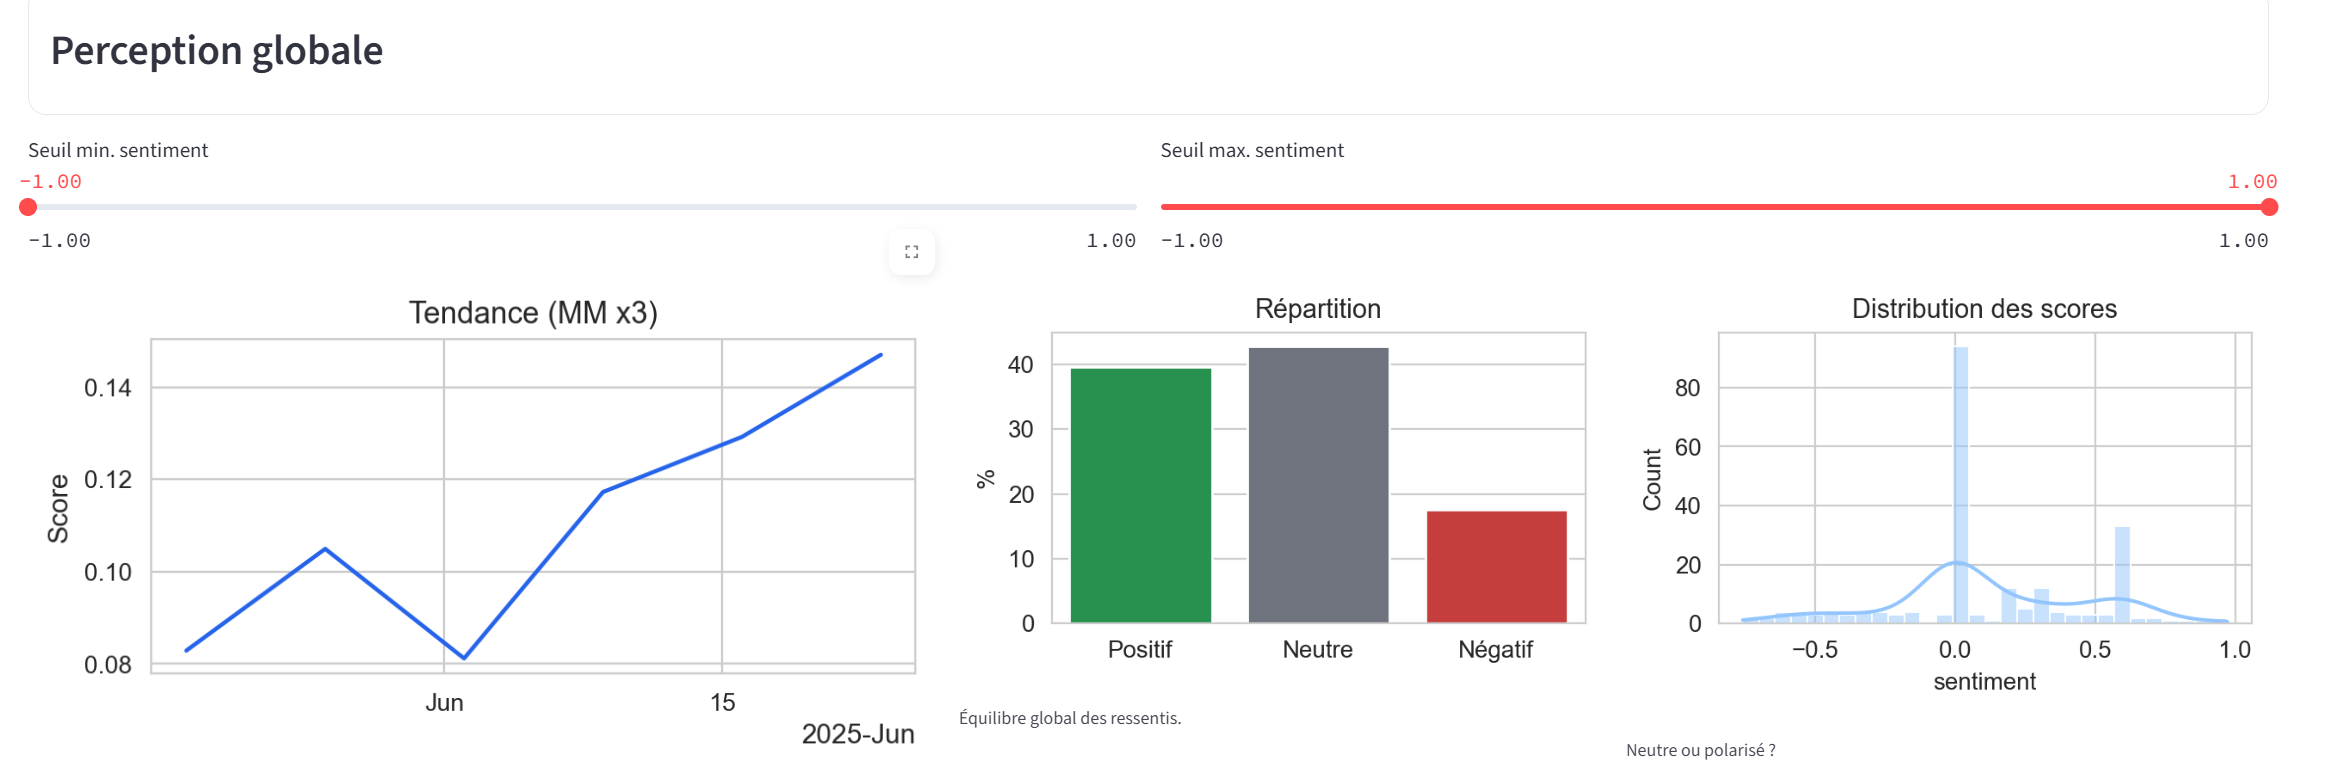 Perception globale
Seuil min. sentiment
Seuil max. sentiment
-1.00
1.00
-1.00
1.00
-1.00
1.00
Tendance (MM x3)
Score
0.14
0.12
0.10
0.08
Jun
15
2025-Jun
Répartition
%
40
30
20
10
0
Positif
Neutre
Négatif
Équilibre global des ressentis.
Distribution des scores
Count
80
60
40
20
0
−0.5
0.0
0.5
1.0
sentiment
Neutre ou polarisé ?